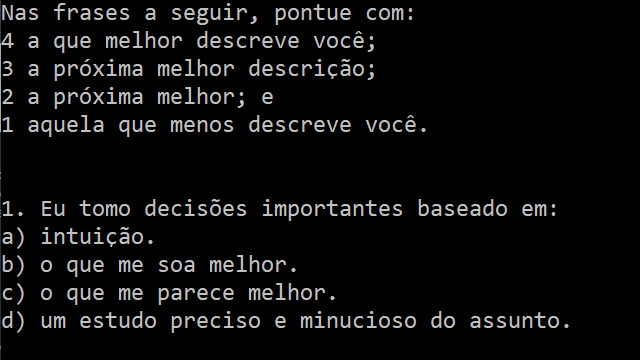 Nas frases a seguir, pontue com:
4 a que melhor descreve você;
3 a próxima melhor descrição;
2 a próxima melhor; e
1 aquela que menos descreve você.
1. Eu tomo decisões importantes baseado em:
a) intuição.
b) o que me soa melhor.
c) o que me parece melhor.
d) um estudo preciso e minucioso do assunto.